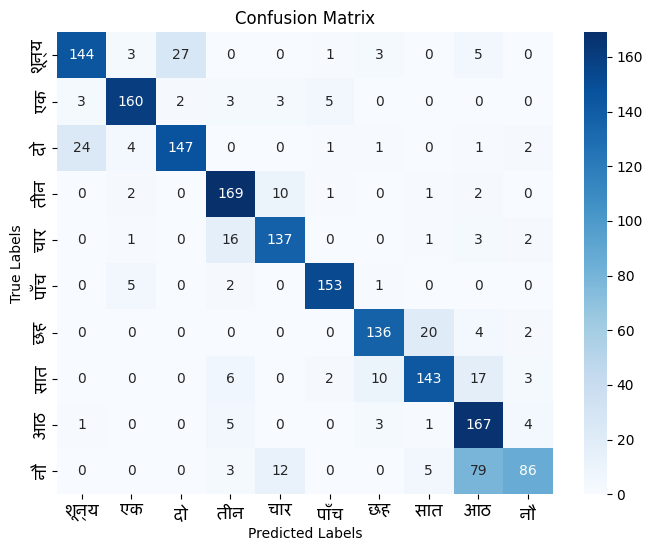 Confusion Matrix
शून्य 144 3 27 0 0 1 3 0 5 0
एक 3 160 2 3 3 5 0 0 0 0
दो 24 4 147 0 0 1 1 0 1 2
तीन 0 2 0 169 10 1 0 1 2 0
चार 0 1 0 16 137 0 0 1 3 2
पाँच 0 5 0 2 0 153 1 0 0 0
छह 0 0 0 0 0 0 136 20 4 2
सात 0 0 0 6 0 2 10 143 17 3
आठ 1 0 0 5 0 0 3 1 167 4
नौ 0 0 0 3 12 0 0 5 79 86
शून्य एक दो तीन चार पाँच छह सात आठ नौ
Predicted Labels
True Labels
160
140
120
100
80
60
40
20
0